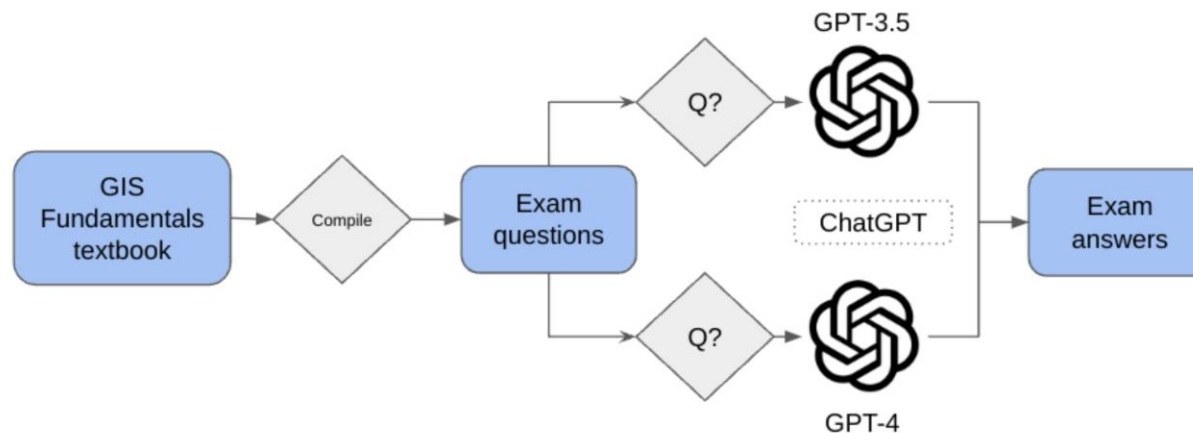 GIS
Fundamentals
textbook
Compile
Exam
questions
Q?
GPT-3.5
ChatGPT
Q?
GPT-4
Exam
answers